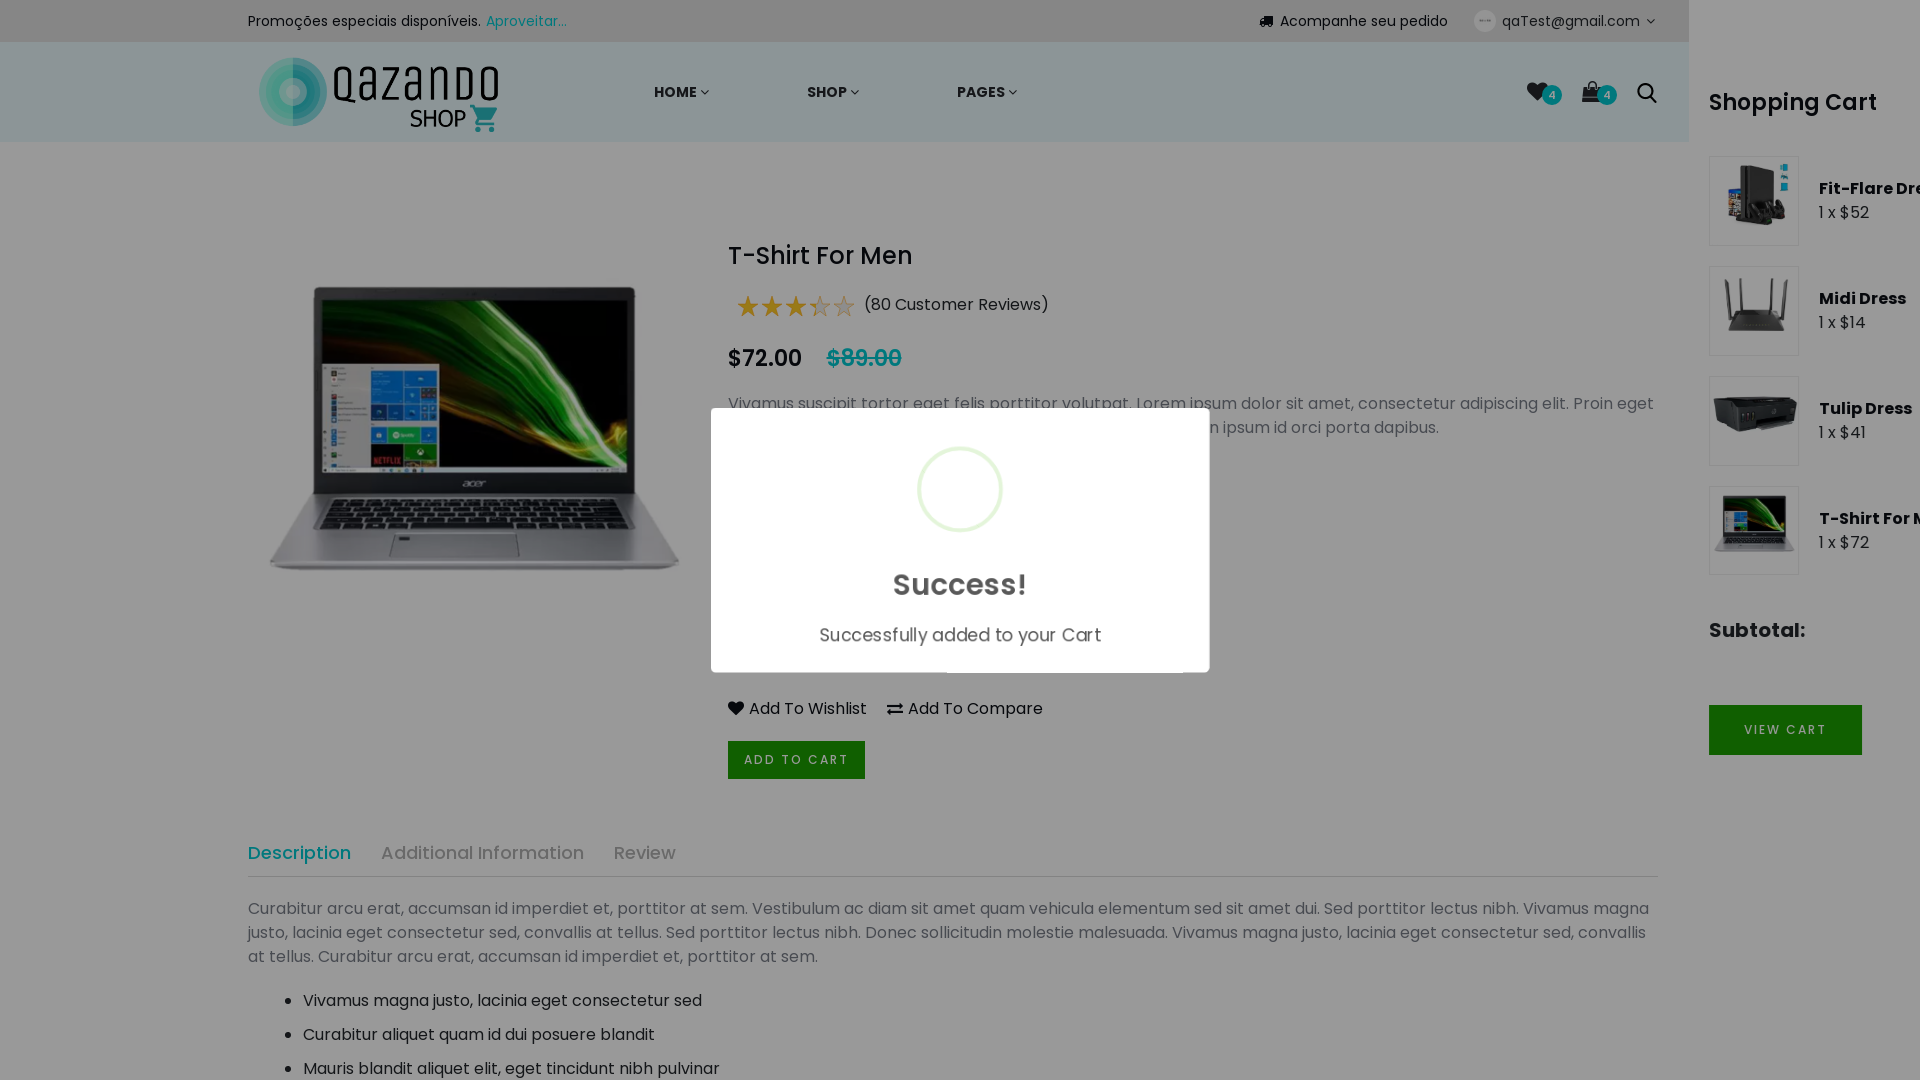 Promoções especiais disponíveis. Aproveitar...
Acompanhe seu pedido
qaTest@gmail.com
QAZANDO
SHOP
HOME
SHOP
PAGES
4
4
Shopping Cart
Fit-Flare Dre
1 x $52
Midi Dress
1 x $14
Tulip Dress
1 x $41
T-Shirt For M
1 x $72
Subtotal:
VIEW CART
T-Shirt For Men
(80 Customer Reviews)
$72.00 $89.00
Vivamus suscipit tortor eget felis porttitor volutpat. Lorem ipsum dolor sit amet, consectetur adipiscing elit. Proin eget
n ipsum id orci porta dapibus.
acer
NETFLIX
Success!
Successfully added to your Cart
Add To Wishlist
Add To Compare
ADD TO CART
Description
Additional Information
Review
Curabitur arcu erat, accumsan id imperdiet et, porttitor at sem. Vestibulum ac diam sit amet quam vehicula elementum sed sit amet dui. Sed porttitor lectus nibh. Vivamus magna
justo, lacinia eget consectetur sed, convallis at tellus. Sed porttitor lectus nibh. Donec sollicitudin molestie malesuada. Vivamus magna justo, lacinia eget consectetur sed, convallis
at tellus. Curabitur arcu erat, accumsan id imperdiet et, porttitor at sem.
Vivamus magna justo, lacinia eget consectetur sed
Curabitur aliquet quam id dui posuere blandit
Mauris blandit aliquet elit, eget tincidunt nibh pulvinar